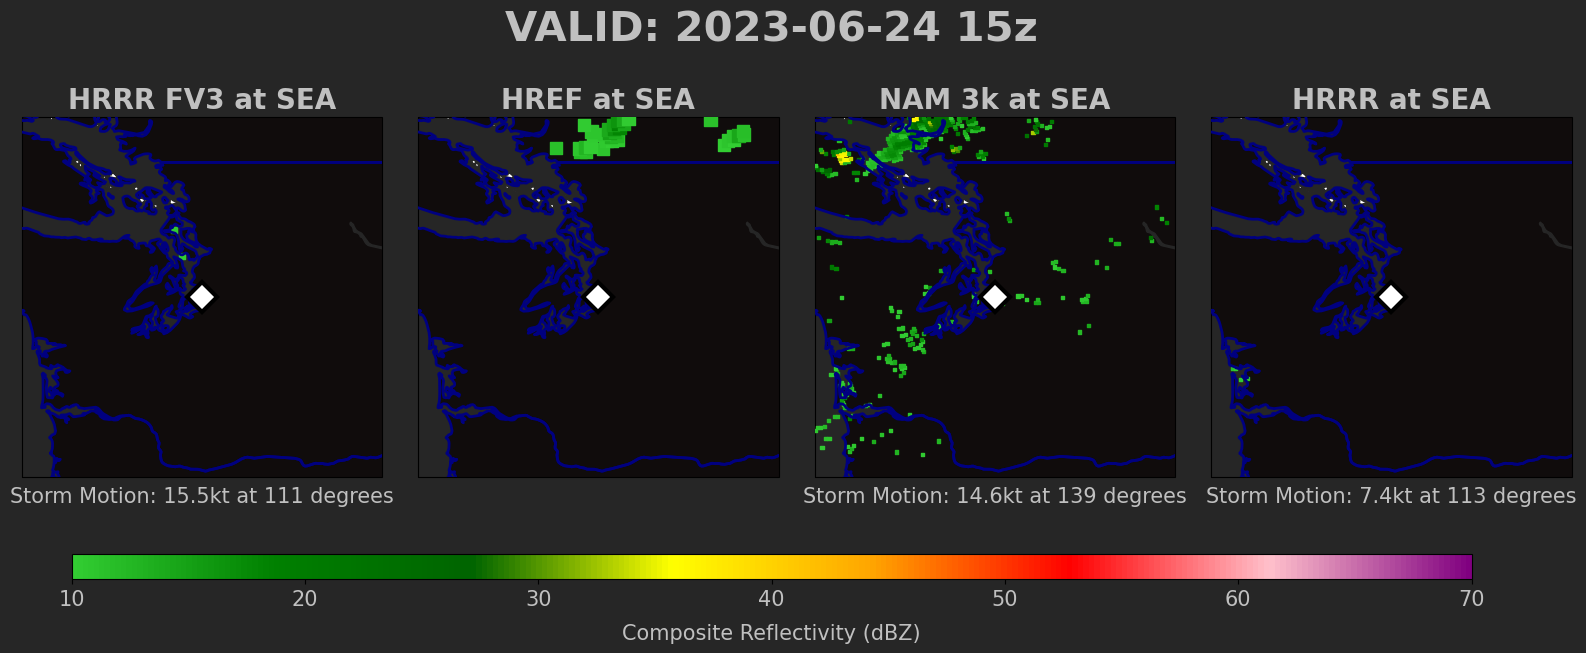 VALID: 2023-06-24 15z
HRRR FV3 at SEA
HREF at SEA
NAM 3k at SEA
HRRR at SEA
Storm Motion: 15.5kt at 111 degrees
Storm Motion: 14.6kt at 139 degrees
Storm Motion: 7.4kt at 113 degrees
10 20 30 40 50 60 70
Composite Reflectivity (dBZ)